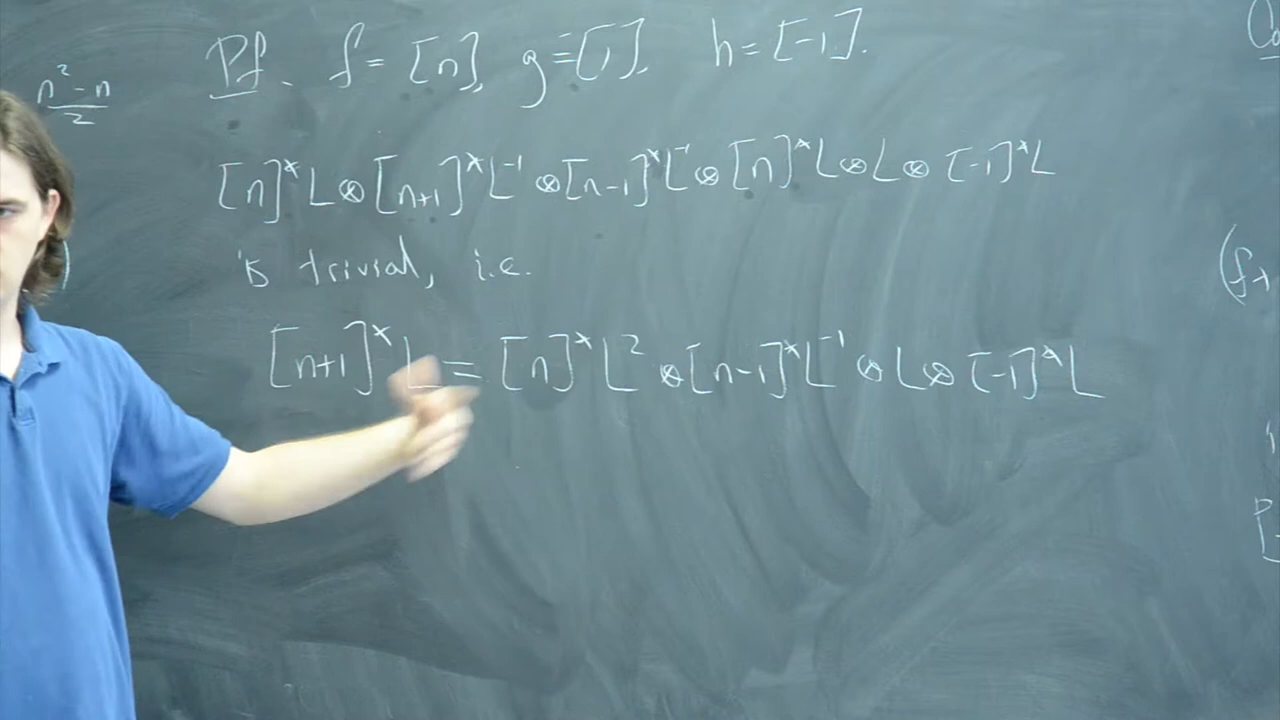 Pf. f = [n], g = [1], h = [-1].
n² - n / 2
[n]*L ⊗ [n+1]*L⁻¹ ⊗ [n-1]*L⁻¹ ⊗ [n]*L ⊗ L ⊗ [-1]*L
is trivial, i.e.
[n+1]*L = [n]*L² ⊗ [n-1]*L⁻¹ ⊗ L ⊗ [-1]*L